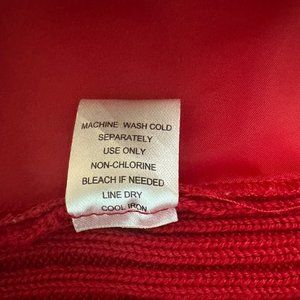 MACHINE WASH COLD
SEPARATELY
USE ONLY
NON-CHLORINE
BLEACH IF NEEDED
LINE DRY
COOL IRON